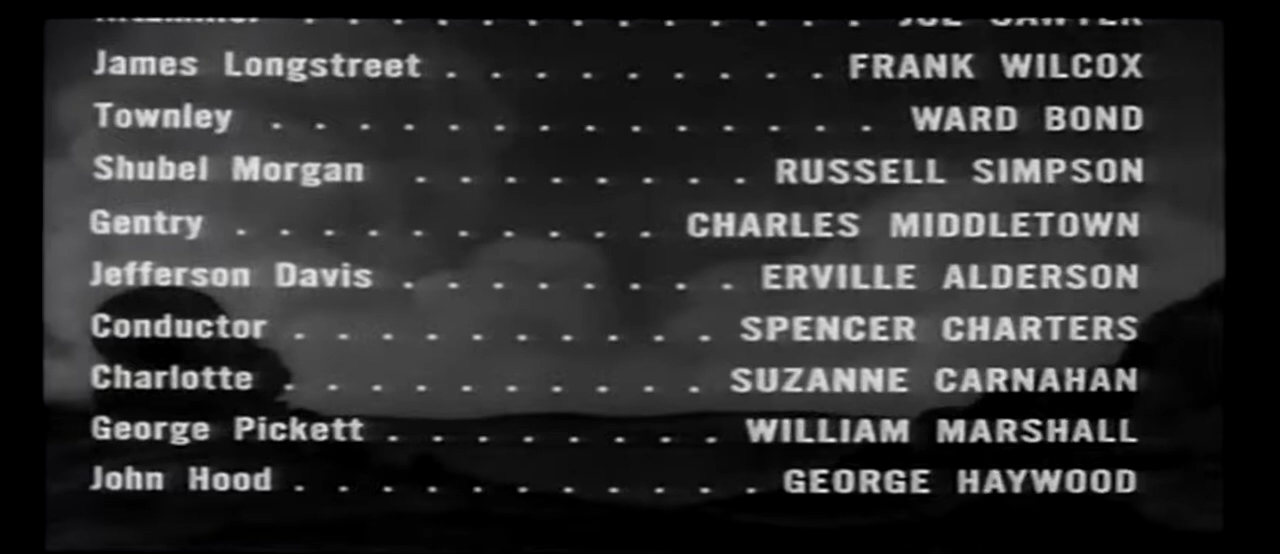 James Longstreet . . . . . . . . . FRANK WILCOX
Townley . . . . . . . . . . . . . . WARD BOND
Shubel Morgan . . . . . . . . RUSSELL SIMPSON
Gentry . . . . . . . . . . CHARLES MIDDLETOWN
Jefferson Davis . . . . . . . . ERVILLE ALDERSON
Conductor . . . . . . . . . . SPENCER CHARTERS
Charlotte . . . . . . . . . . SUZANNE CARNAHAN
George Pickett . . . . . . . . WILLIAM MARSHALL
John Hood . . . . . . . . . . . GEORGE HAYWOOD